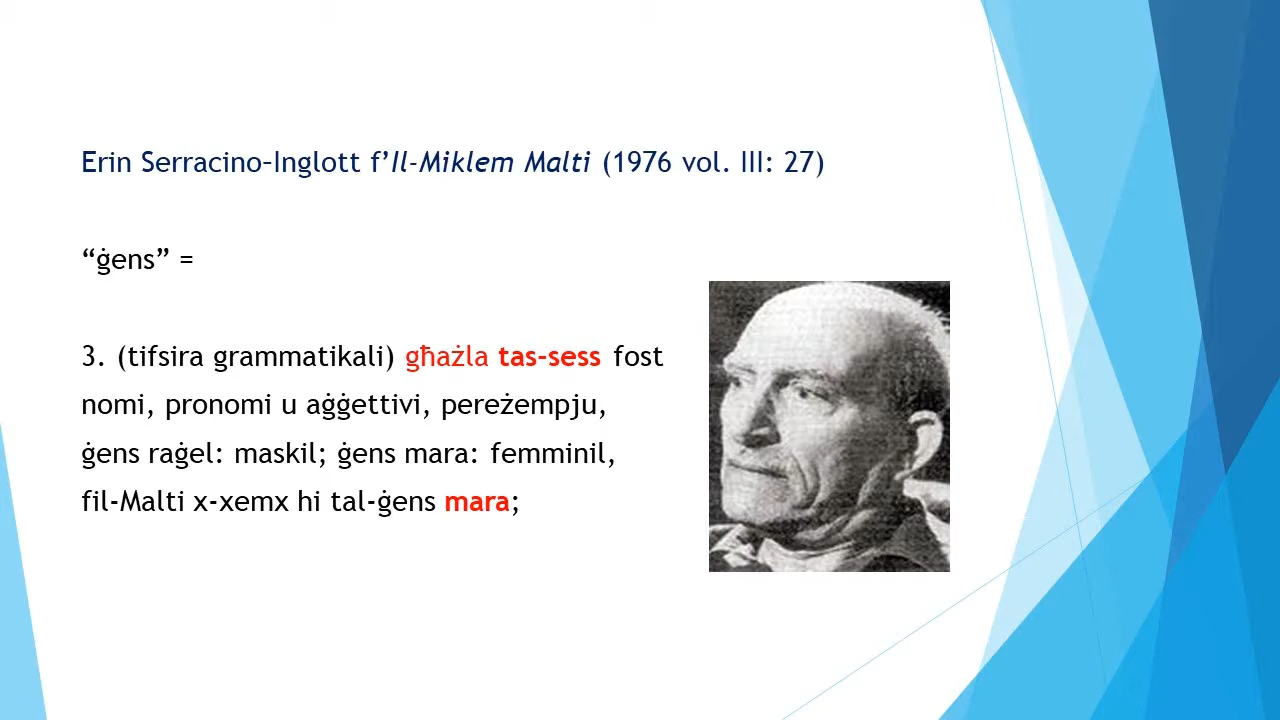 Erin Serracino–Inglott f’Il-Miklem Malti (1976 vol. III: 27)
“ġens” =
3. (tifsira grammatikali) għażla tas-sess fost
nomi, pronomi u aġġettivi, pereżempju,
ġens raġel: maskil; ġens mara: femminil,
fil-Malti x-xemx hi tal-ġens mara;